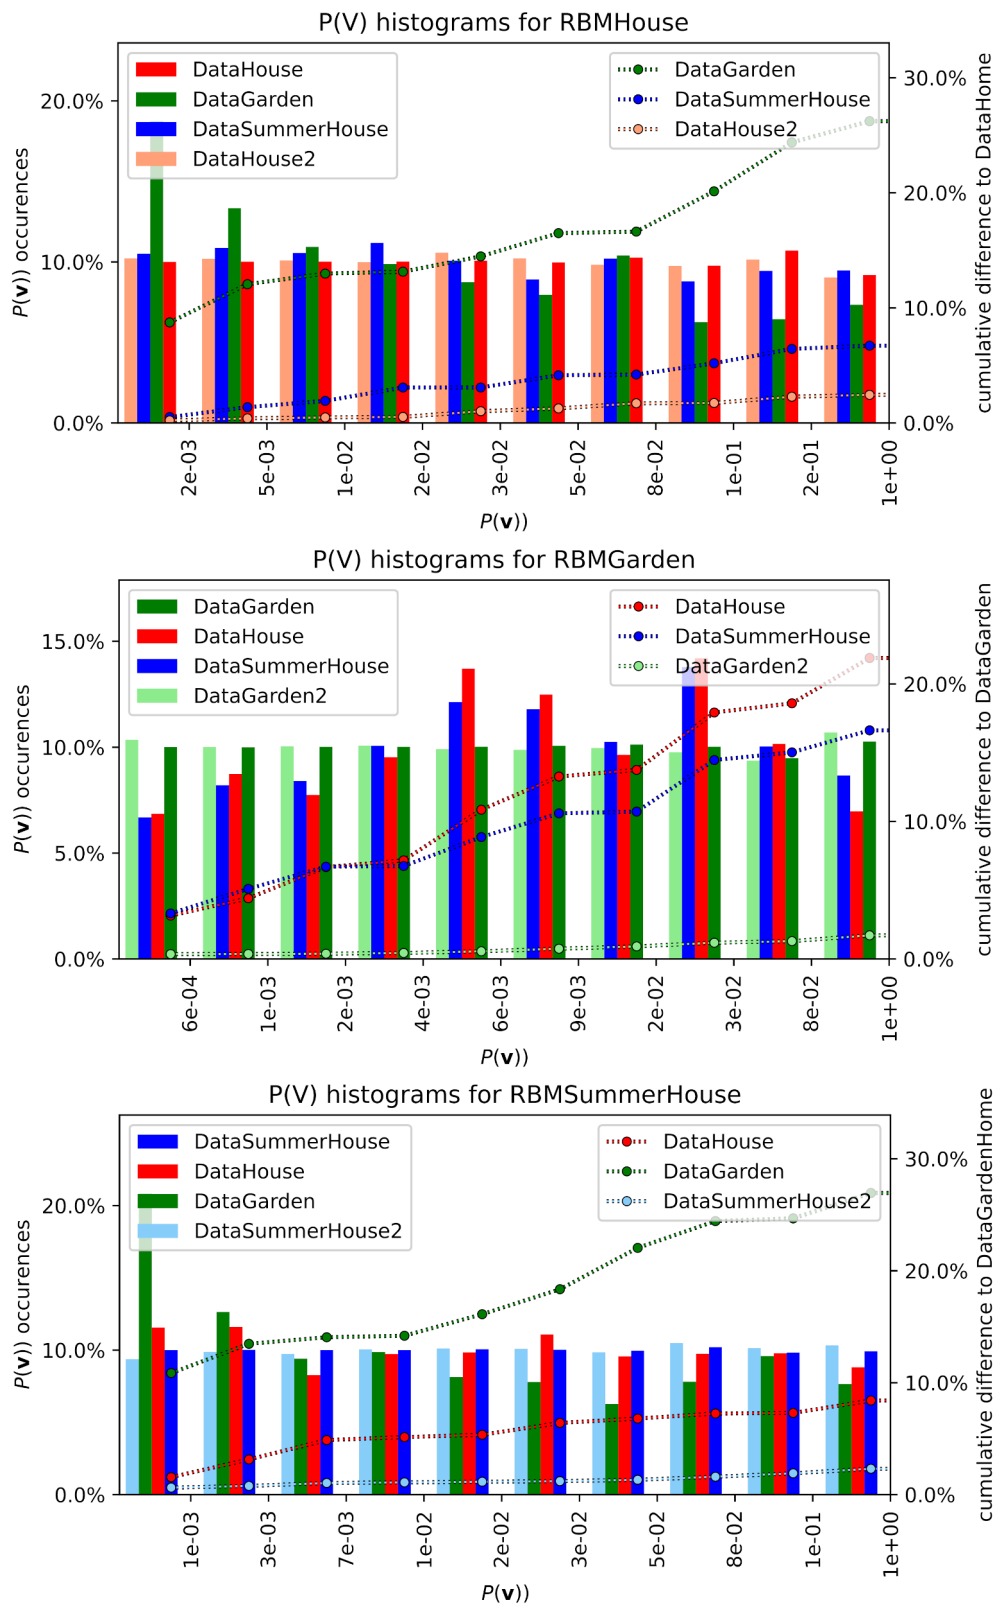 P(V) histograms for RBMHouse
DataHouse
DataGarden
DataSummerHouse
DataHouse2
DataGarden
DataSummerHouse
DataHouse2
P(v)) occurences
20.0%
10.0%
0.0%
30.0%
20.0%
10.0%
0.0%
cumulative difference to DataHome
2e-03
5e-03
1e-02
2e-02
3e-02
5e-02
8e-02
1e-01
2e-01
1e+00
P(v))
P(V) histograms for RBMGarden
DataGarden
DataHouse
DataSummerHouse
DataGarden2
DataHouse
DataSummerHouse
DataGarden2
P(v)) occurences
15.0%
10.0%
5.0%
0.0%
20.0%
10.0%
0.0%
cumulative difference to DataGarden
6e-04
1e-03
2e-03
4e-03
6e-03
9e-03
2e-02
3e-02
8e-02
1e+00
P(v))
P(V) histograms for RBMSummerHouse
DataSummerHouse
DataHouse
DataGarden
DataSummerHouse2
DataHouse
DataGarden
DataSummerHouse2
P(v)) occurences
20.0%
10.0%
0.0%
30.0%
20.0%
10.0%
0.0%
cumulative difference to DataGardenHome
1e-03
3e-03
7e-03
1e-02
2e-02
3e-02
5e-02
8e-02
1e-01
1e+00
P(v))